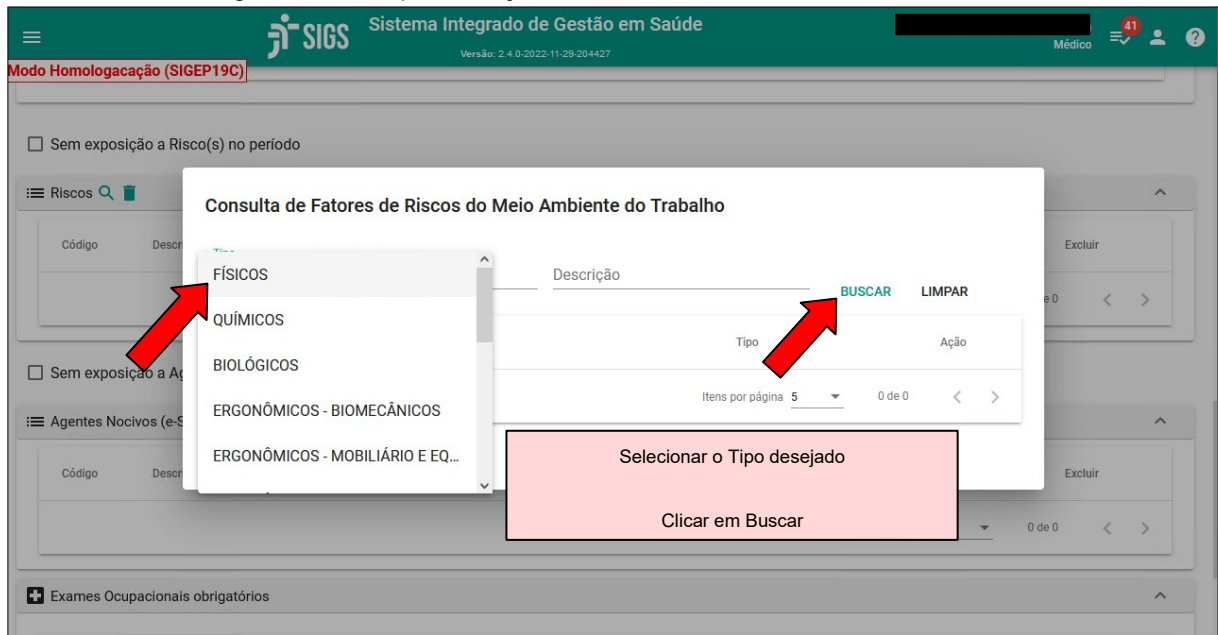 SIGS
Sistema Integrado de Gestão em Saúde
Versão: 2.4.0-2022-11-29-204427
Médico
41
Modo Homologacação (SIGEP19C)
Sem exposição a Risco(s) no período
Riscos
Código Descr Excluir
e 0
Consulta de Fatores de Riscos do Meio Ambiente do Trabalho
Tipo
FÍSICOS
QUÍMICOS
BIOLÓGICOS
ERGONÔMICOS - BIOMECÂNICOS
ERGONÔMICOS - MOBILIÁRIO E EQ...
Descrição
BUSCAR LIMPAR
Tipo Ação
Itens por página 5 0 de 0
Selecionar o Tipo desejado
Clicar em Buscar
Sem exposição a Ag
Agentes Nocivos (e-S
Código Descr Excluir
0 de 0
Exames Ocupacionais obrigatórios